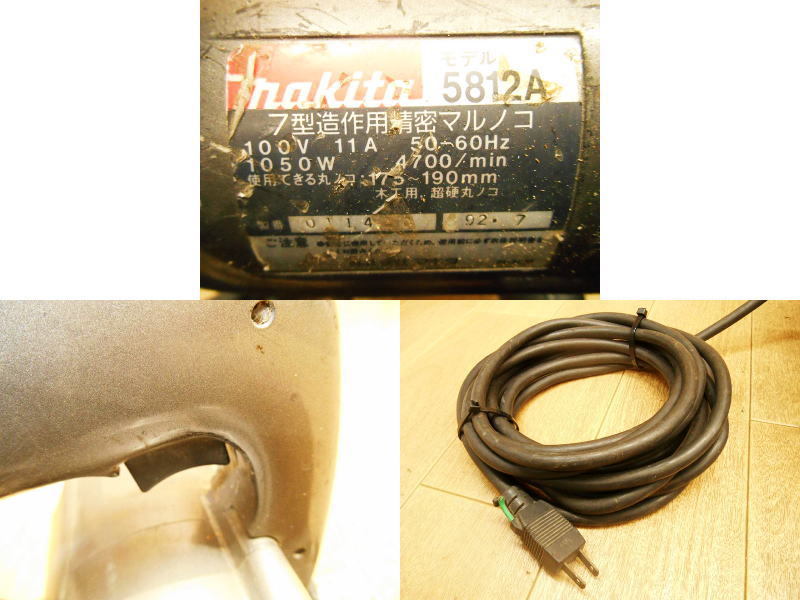 makita モデル 5812A
7型造作用精密マルノコ
100V 11A 50-60Hz
1050W 4700/min
使用できる丸ノコ:175~190mm
木工用、超硬丸ノコ
92・7
ご注意